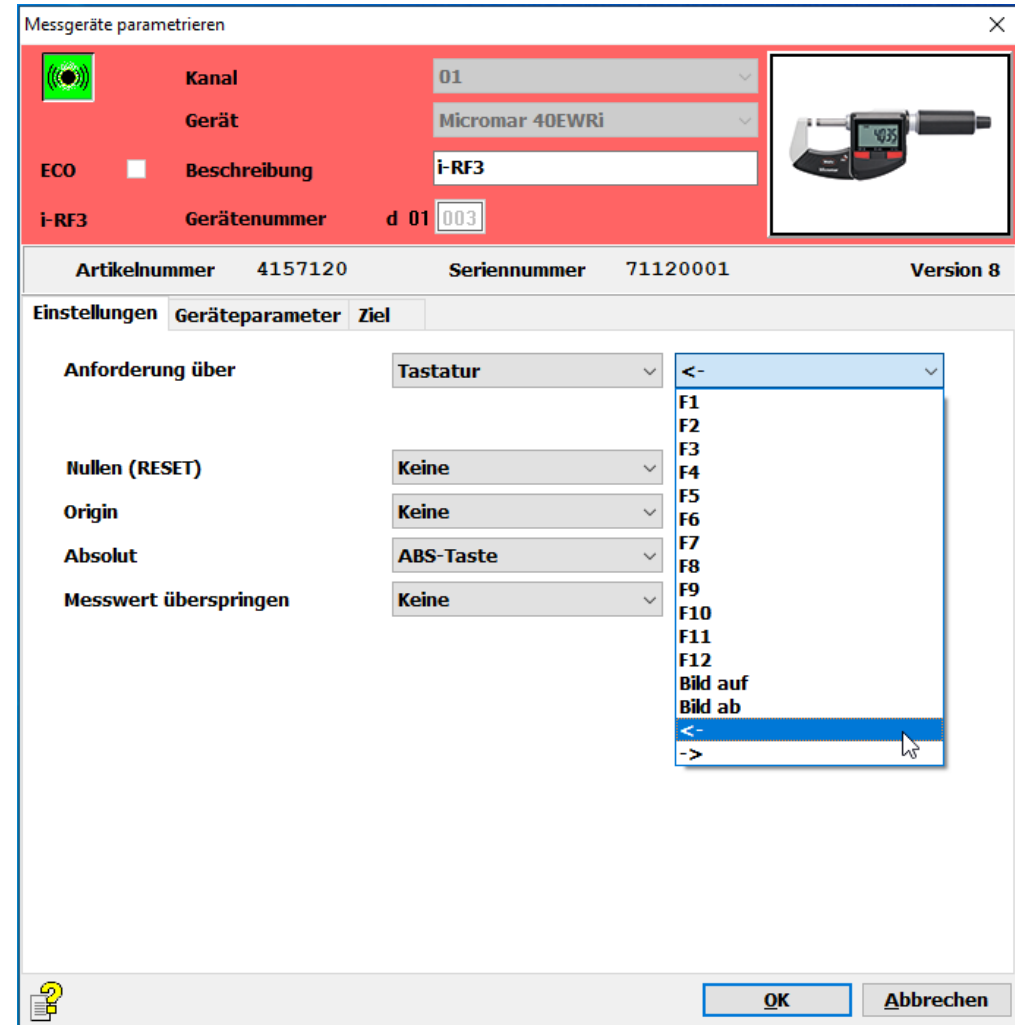 Messgeräte parametrieren
Kanal 01
Gerät Micromar 40EWRi
ECO Beschreibung i-RF3
i-RF3 Gerätenummer d 01 003
Artikelnummer 4157120 Seriennummer 71120001 Version 8
Einstellungen Geräteparameter Ziel
Anforderung über Tastatur <-
F1
F2
F3
Nullen (RESET) Keine
F4
F5
Origin Keine
F6
F7
Absolut ABS-Taste
F8
F9
Messwert überspringen Keine
F10
F11
F12
Bild auf
Bild ab
<-
->
OK Abbrechen